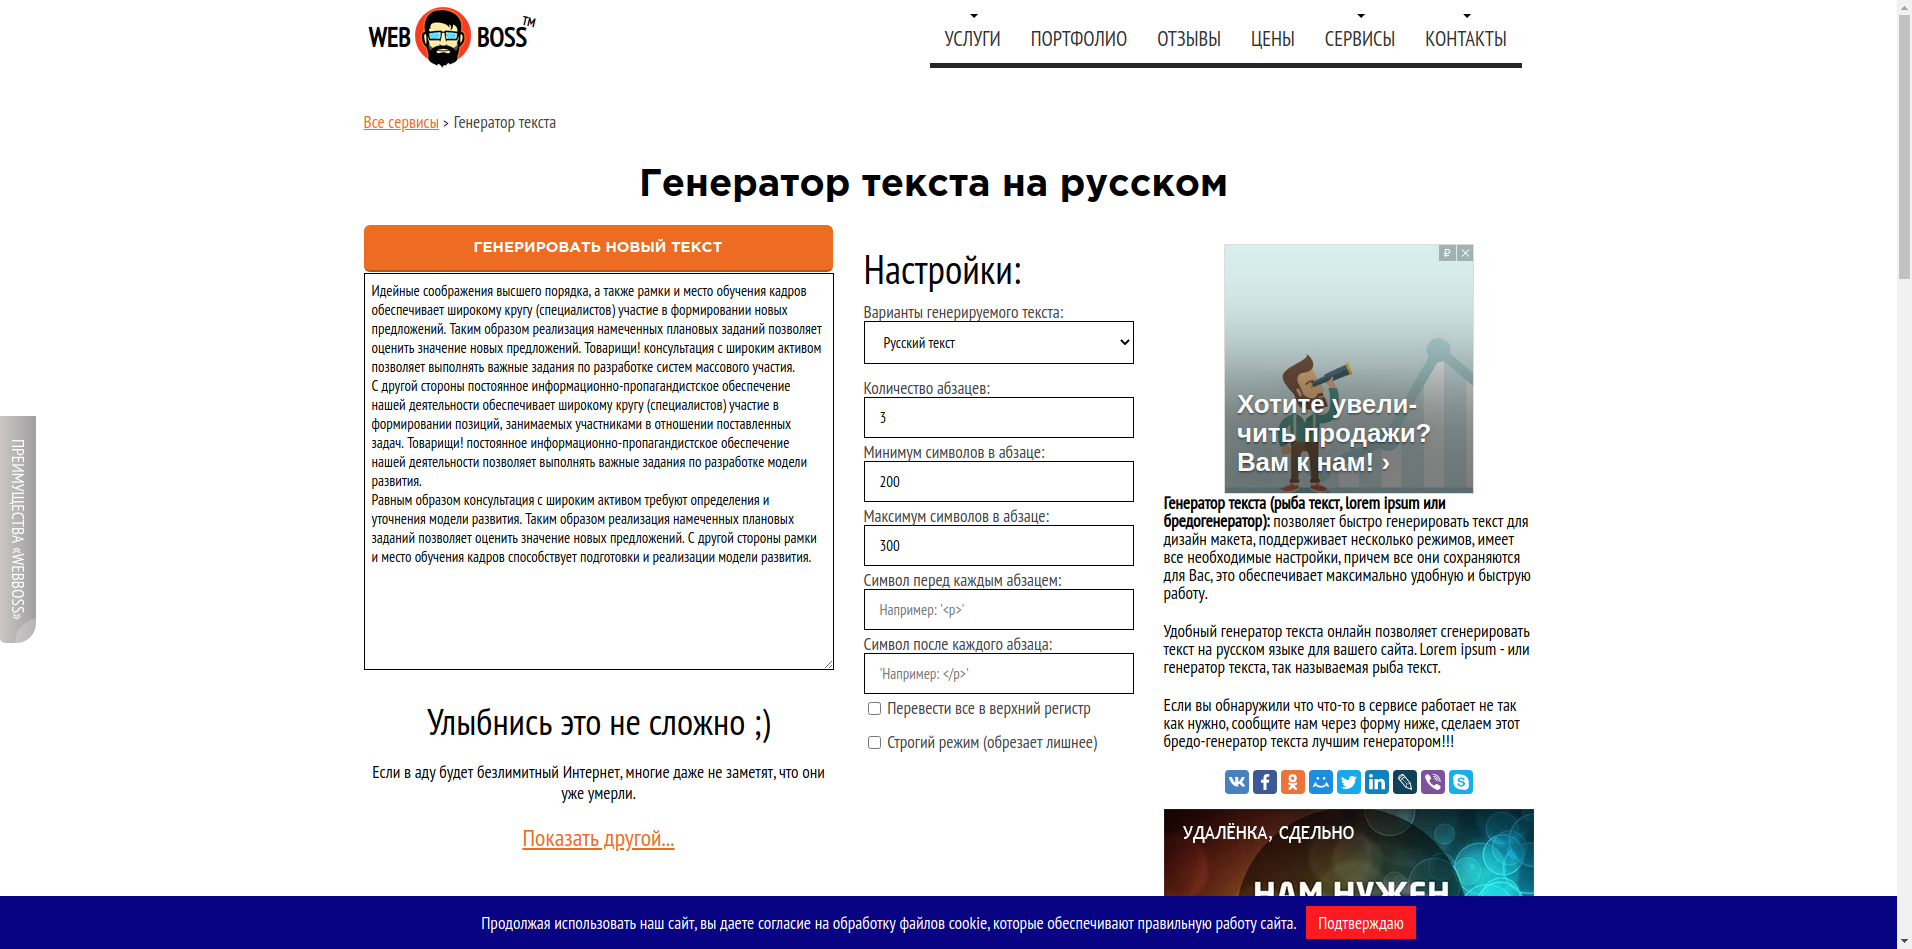 WEB BOSS™
УСЛУГИ ПОРТФОЛИО ОТЗЫВЫ ЦЕНЫ СЕРВИСЫ КОНТАКТЫ
Все сервисы > Генератор текста
Генератор текста на русском
ГЕНЕРИРОВАТЬ НОВЫЙ ТЕКСТ
Идейные соображения высшего порядка, а также рамки и место обучения кадров
обеспечивает широкому кругу (специалистов) участие в формировании новых
предложений. Таким образом реализация намеченных плановых заданий позволяет
оценить значение новых предложений. Товарищи! консультация с широким активом
позволяет выполнять важные задания по разработке систем массового участия.
С другой стороны постоянное информационно-пропагандистское обеспечение
нашей деятельности обеспечивает широкому кругу (специалистов) участие в
формировании позиций, занимаемых участниками в отношении поставленных
задач. Товарищи! постоянное информационно-пропагандистское обеспечение
нашей деятельности позволяет выполнять важные задания по разработке модели
развития.
Равным образом консультация с широким активом требуют определения и
уточнения модели развития. Таким образом реализация намеченных плановых
заданий позволяет оценить значение новых предложений. С другой стороны рамки
и место обучения кадров способствует подготовки и реализации модели развития.
Улыбнись это не сложно ;)
Если в аду будет безлимитный Интернет, многие даже не заметят, что они
уже умерли.
Показать другой...
Настройки:
Варианты генерируемого текста:
Русский текст
Количество абзацев:
3
Минимум символов в абзаце:
200
Максимум символов в абзаце:
300
Символ перед каждым абзацем:
Например: '<p>'
Символ после каждого абзаца:
'Например: </p>'
Перевести все в верхний регистр
Строгий режим (обрезает лишнее)
₽
Хотите увели-
чить продажи?
Вам к нам! ›
Генератор текста (рыба текст, lorem ipsum или
бредогенератор): позволяет быстро генерировать текст для
дизайн макета, поддерживает несколько режимов, имеет
все необходимые настройки, причем все они сохраняются
для Вас, это обеспечивает максимально удобную и быструю
работу.
Удобный генератор текста онлайн позволяет сгенерировать
текст на русском языке для вашего сайта. Lorem ipsum - или
генератор текста, так называемая рыба текст.
Если вы обнаружили что что-то в сервисе работает не так
как нужно, сообщите нам через форму ниже, сделаем этот
бредо-генератор текста лучшим генератором!!!
УДАЛЁНКА, СДЕЛЬНО
НАМ НУЖЕН
ПРЕИМУЩЕСТВА «WEBBOSS»
Продолжая использовать наш сайт, вы даете согласие на обработку файлов cookie, которые обеспечивают правильную работу сайта. Подтверждаю